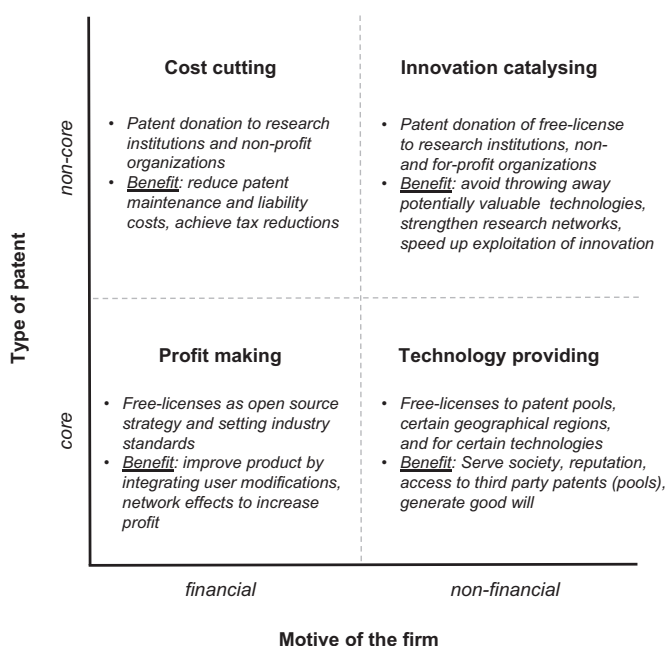 Type of patent
non-core
core
Cost cutting
• Patent donation to research
institutions and non-profit
organizations
• Benefit: reduce patent
maintenance and liability
costs, achieve tax reductions
Innovation catalysing
• Patent donation of free-license
to research institutions, non-
and for-profit organizations
• Benefit: avoid throwing away
potentially valuable technologies,
strengthen research networks,
speed up exploitation of innovation
Profit making
• Free-licenses as open source
strategy and setting industry
standards
• Benefit: improve product by
integrating user modifications,
network effects to increase
profit
Technology providing
• Free-licenses to patent pools,
certain geographical regions,
and for certain technologies
• Benefit: Serve society, reputation,
access to third party patents (pools),
generate good will
financial
non-financial
Motive of the firm